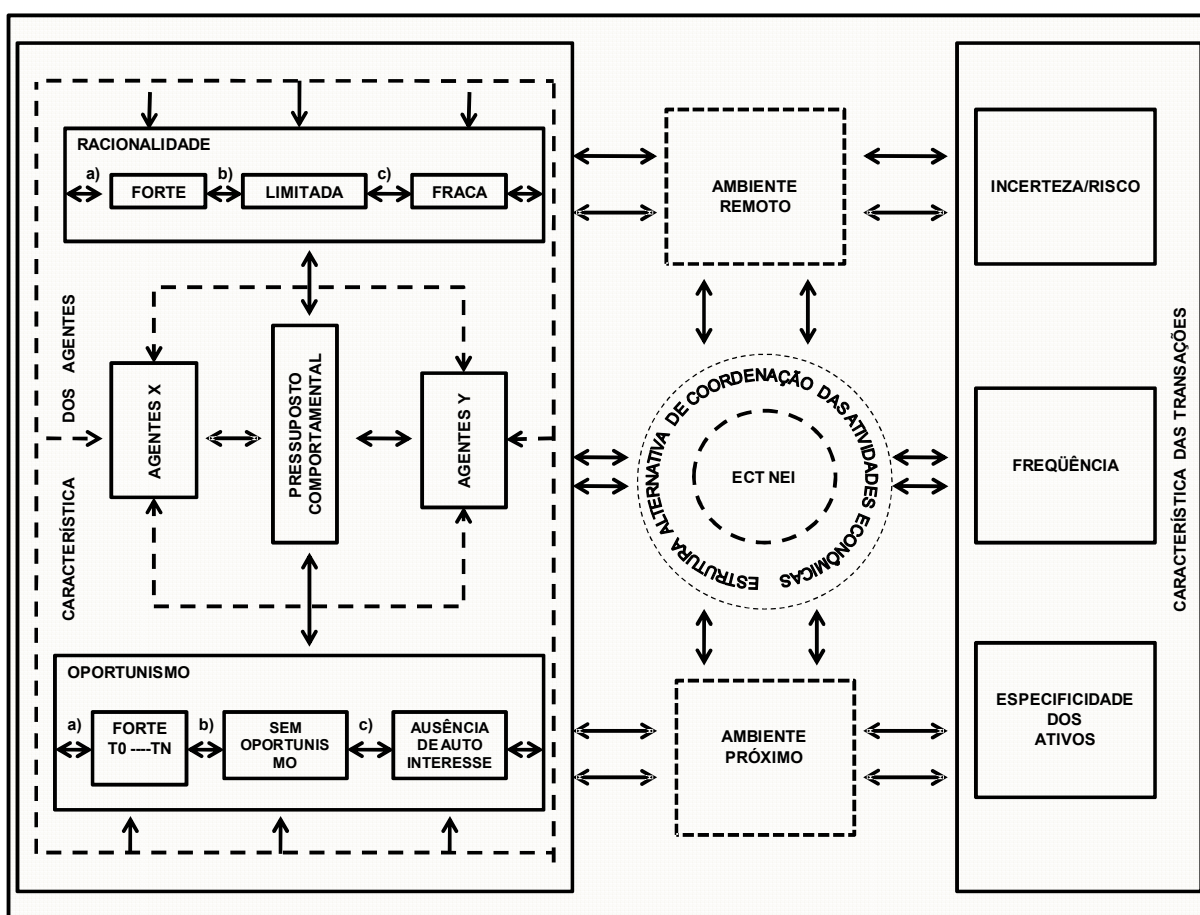 RACIONALIDADE
a)
FORTE
b)
LIMITADA
c)
FRACA
CARACTERÍSTICA DOS AGENTES
AGENTES X
PRESSUPOSTO
COMPORTAMENTAL
AGENTES Y
OPORTUNISMO
a)
FORTE
T0 ----TN
b)
SEM
OPORTUNIS
MO
c)
AUSÊNCIA
DE AUTO
INTERESSE
AMBIENTE
REMOTO
ESTRUTURA ALTERNATIVA DE COORDENAÇÃO DAS ATIVIDADES ECONÔMICAS
ECT NEI
AMBIENTE
PRÓXIMO
INCERTEZA/RISCO
FREQÜÊNCIA
ESPECIFICIDADE
DOS
ATIVOS
CARACTERÍSTICA DAS TRANSAÇÕES